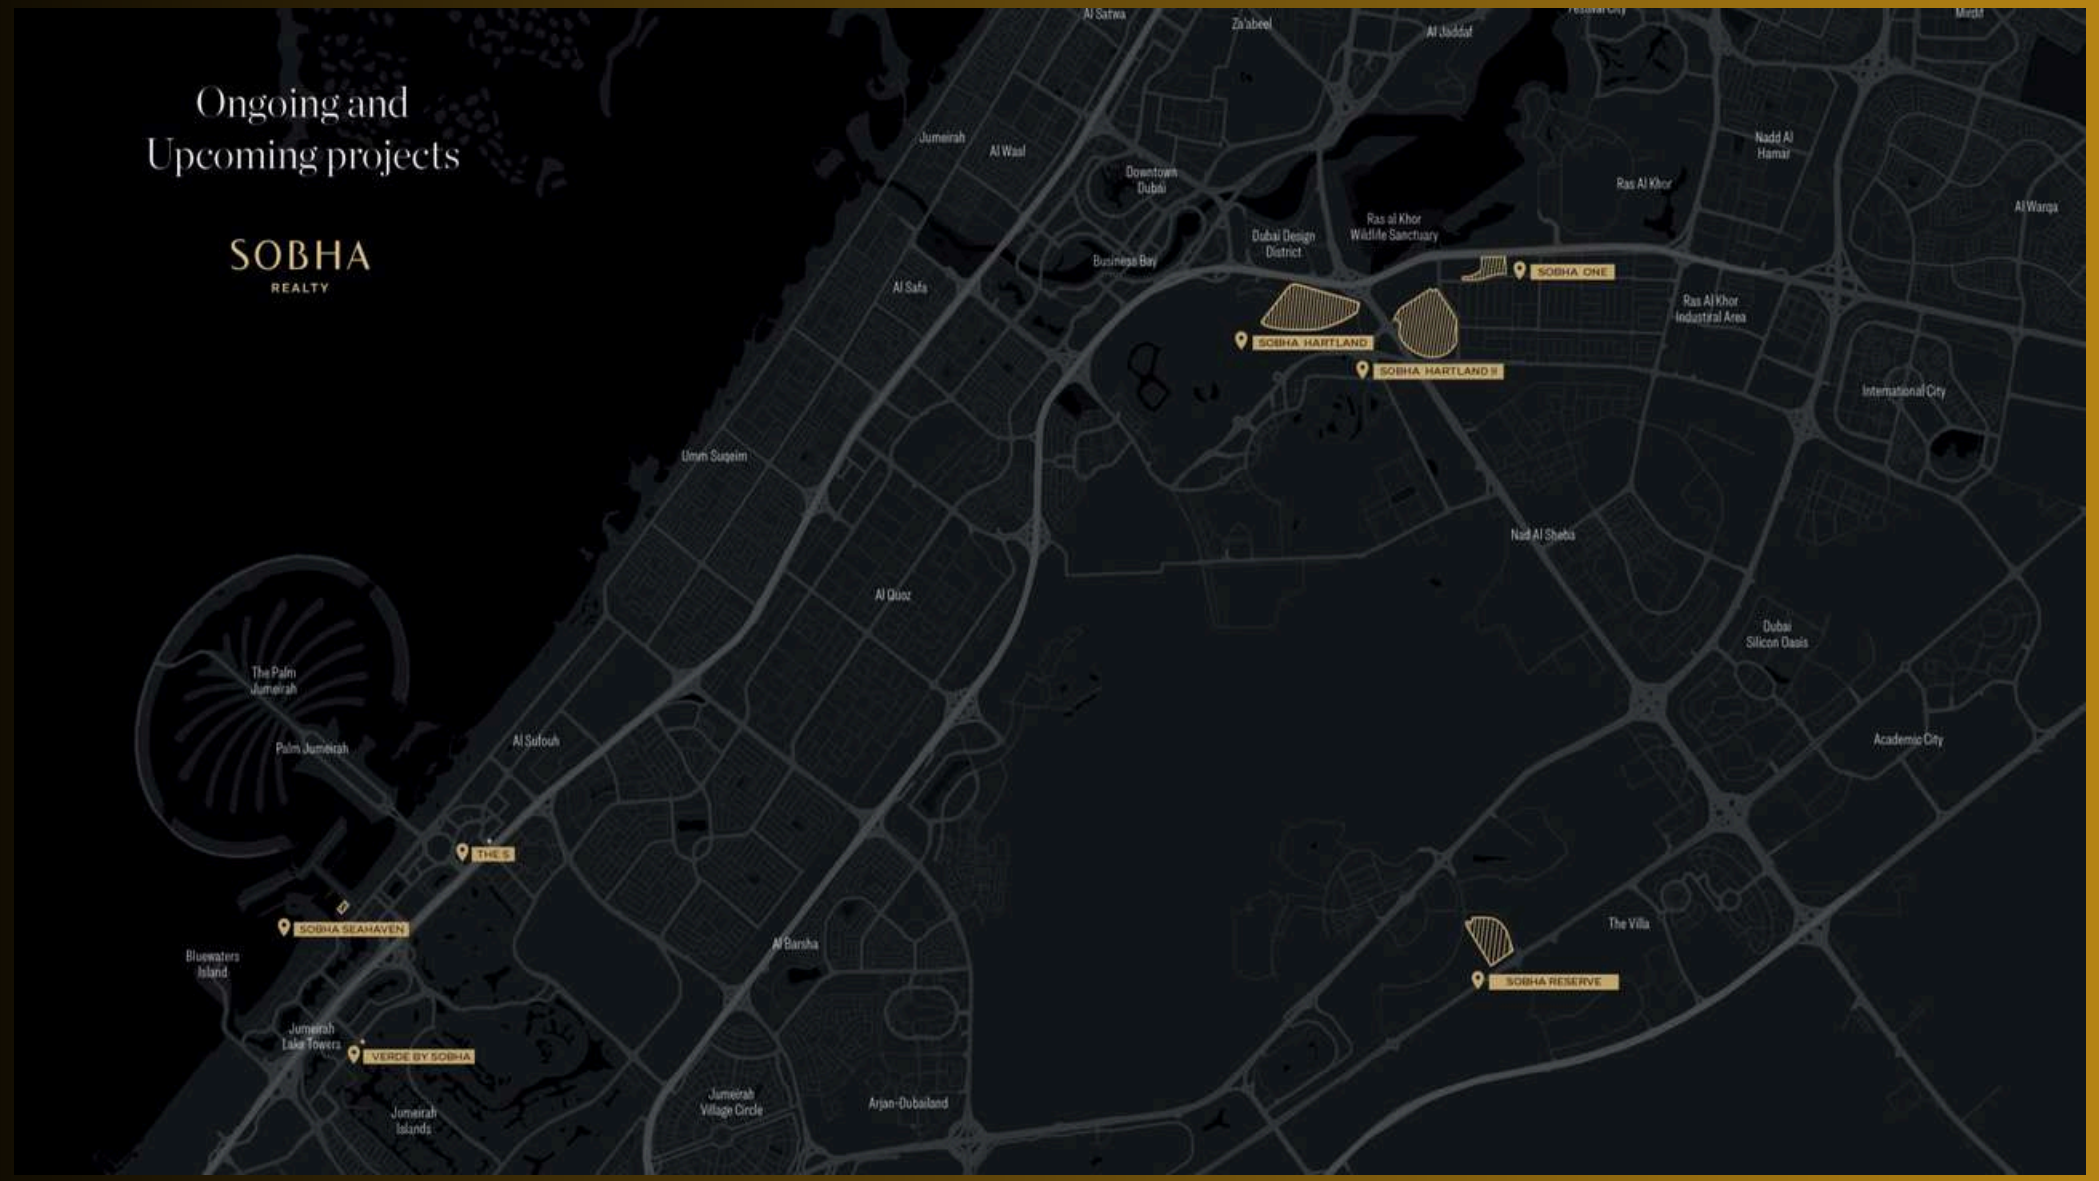 Ongoing and
Upcoming projects
SOBHA
REALTY
Al Satwa
Za'abeel
Al Jaddaf
Festival City
Mirdif
Jumeirah
Al Wasl
Downtown
Dubai
Nadd Al
Hamar
Ras Al Khor
Al Warqa
Ras al Khor
Wildlife Sanctuary
Dubai Design
District
Business Bay
SOBHA ONE
Al Safa
Ras Al Khor
Industiral Area
SOBHA HARTLAND
SOBHA HARTLAND II
International City
Umm Suqeim
Nad Al Sheba
Al Quoz
Dubai
Silicon Oasis
The Palm
Jumeirah
Palm Jumeirah
Al Sufouh
Academic City
THE S
SOBHA SEAHAVEN
The Villa
Al Barsha
Bluewaters
Island
SOBHA RESERVE
Jumeirah
Lake Towers
VERDE BY SOBHA
Jumeirah
Village Circle
Arjan-Dubailand
Jumeirah
Islands